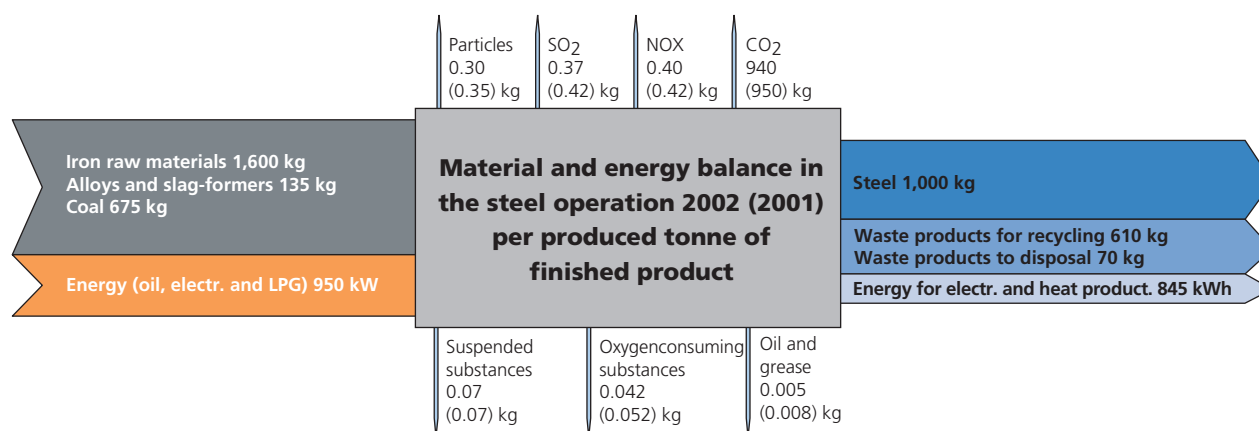 Particles
0.30
(0.35) kg
SO2
0.37
(0.42) kg
NOX
0.40
(0.42) kg
CO2
940
(950) kg
Iron raw materials 1,600 kg
Alloys and slag-formers 135 kg
Coal 675 kg
Energy (oil, electr. and LPG) 950 kW
Material and energy balance in
the steel operation 2002 (2001)
per produced tonne of
finished product
Steel 1,000 kg
Waste products for recycling 610 kg
Waste products to disposal 70 kg
Energy for electr. and heat product. 845 kWh
Suspended
substances
0.07
(0.07) kg
Oxygenconsuming
substances
0.042
(0.052) kg
Oil and
grease
0.005
(0.008) kg